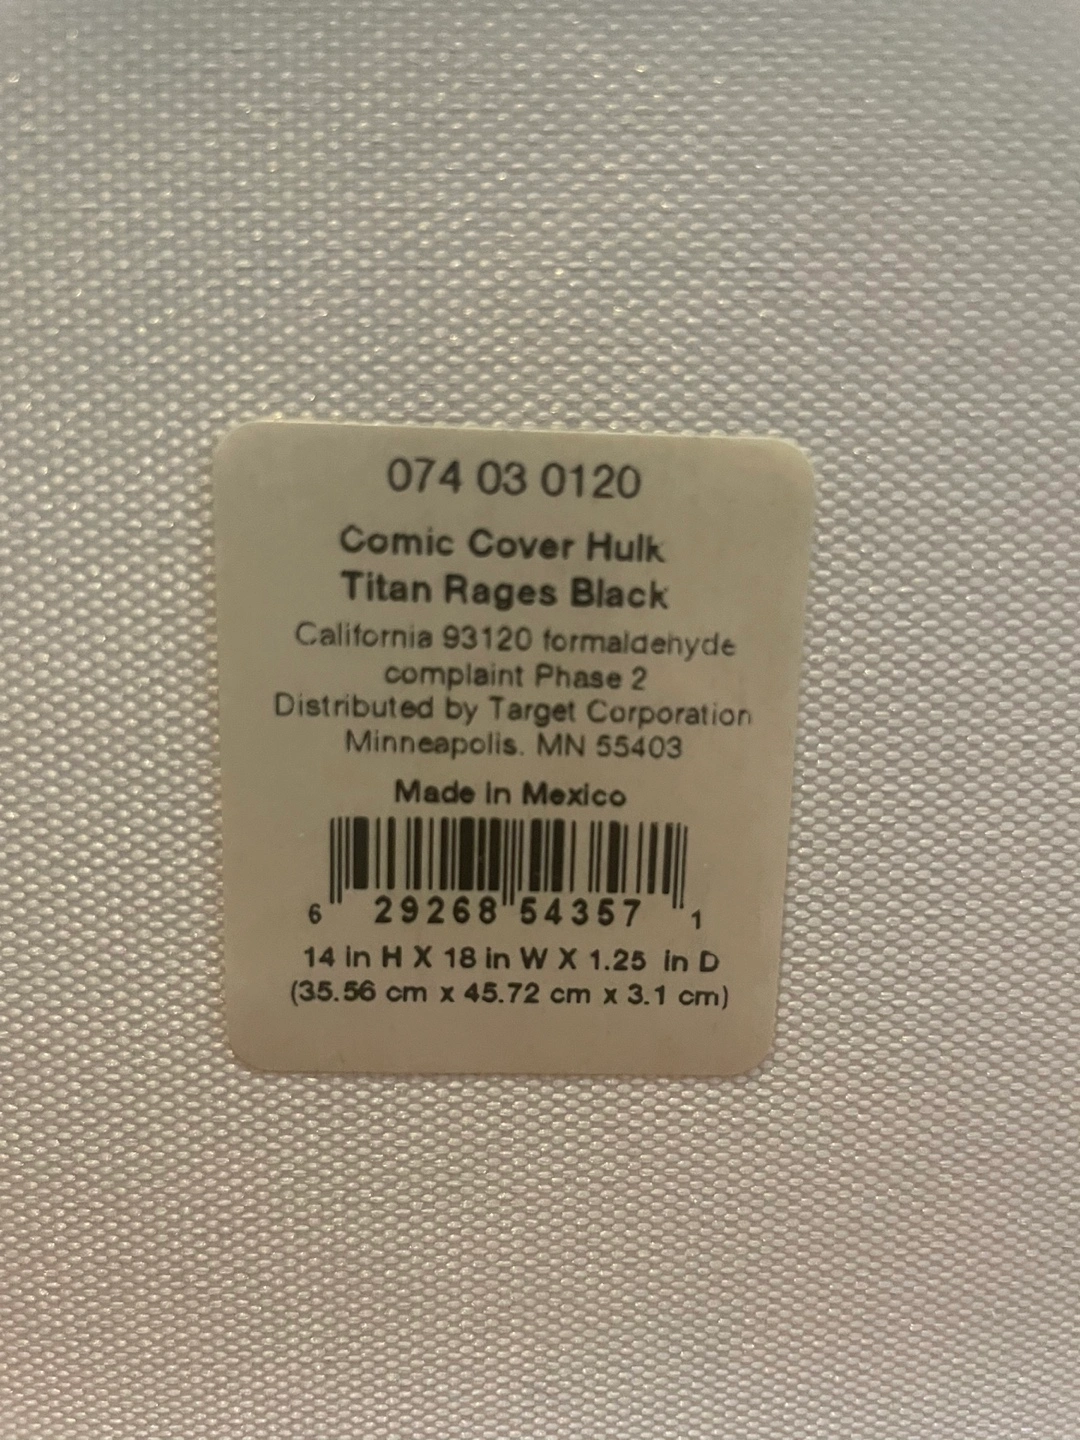 074 03 0120
Comic Cover Hulk
Titan Rages Black
California 93120 formaldehyde
complaint Phase 2
Distributed by Target Corporation
Minneapolis. MN 55403
Made in Mexico
6 29268 54357 1
14 in H X 18 in W X 1.25 in D
(35.56 cm x 45.72 cm x 3.1 cm)